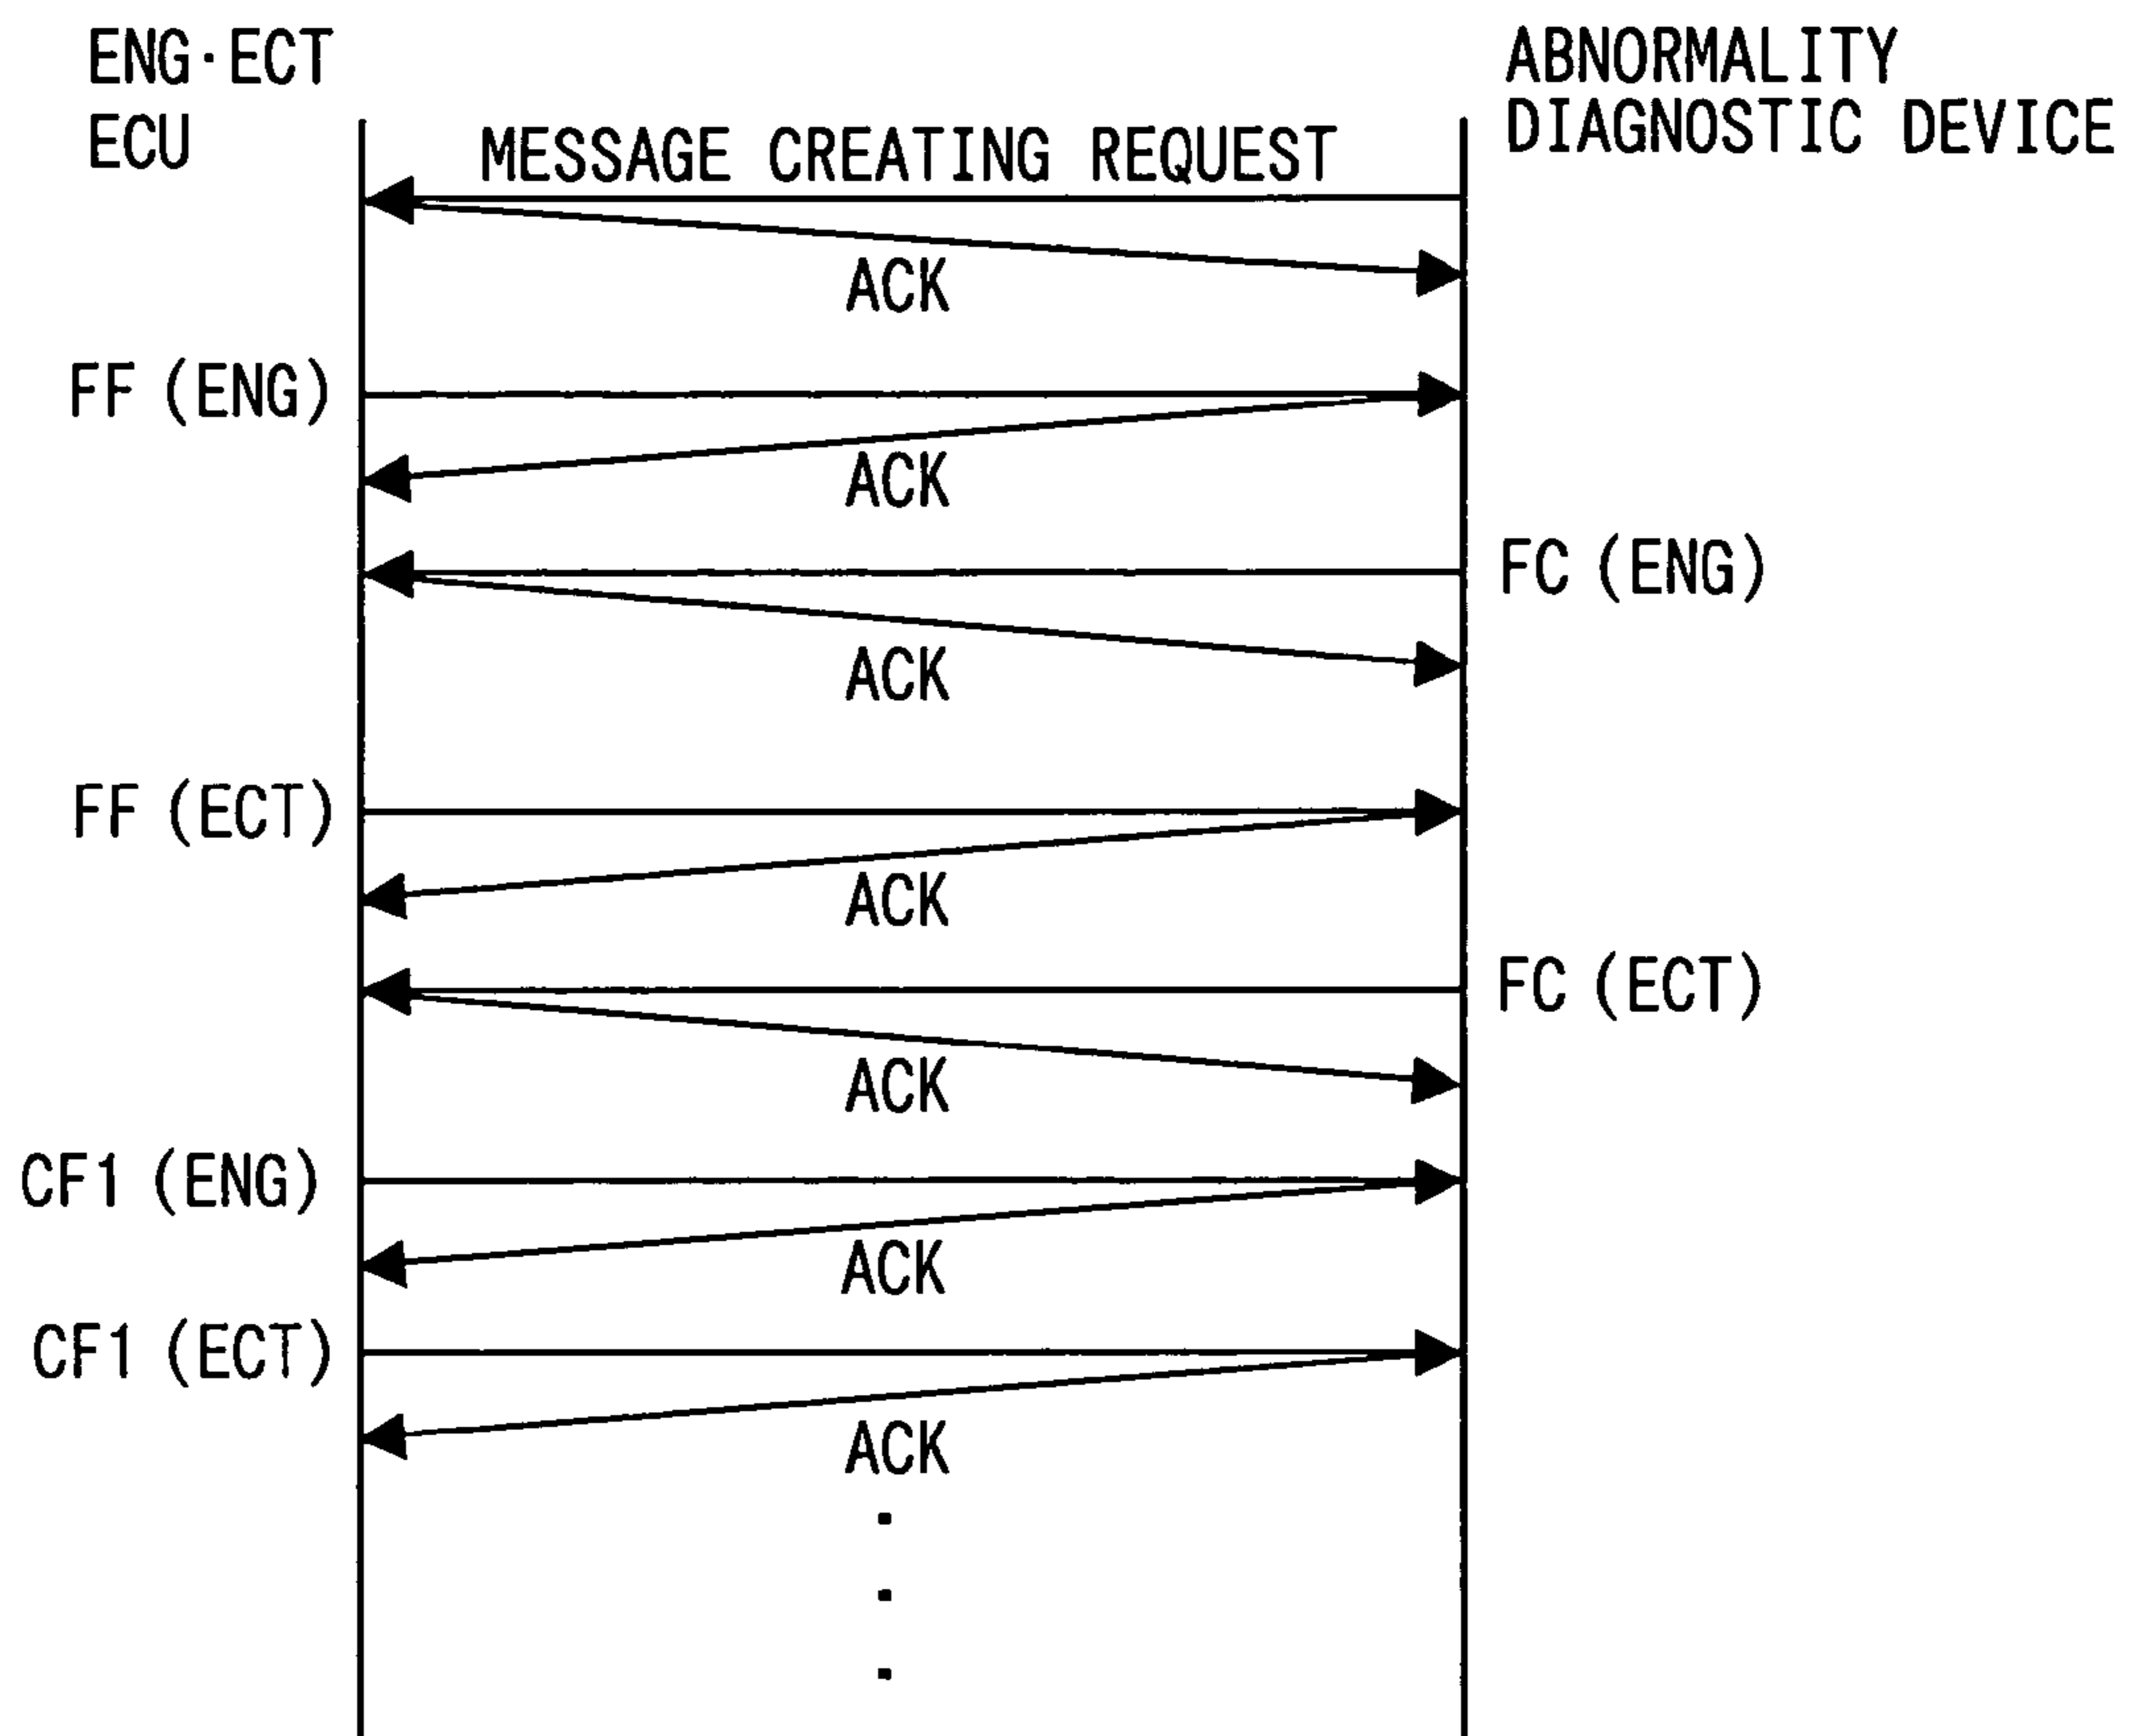 ENG·ECT
ECU
ABNORMALITY
DIAGNOSTIC DEVICE
MESSAGE CREATING REQUEST
ACK
FF (ENG)
ACK
FC (ENG)
ACK
FF (ECT)
ACK
FC (ECT)
ACK
CF1 (ENG)
ACK
CF1 (ECT)
ACK